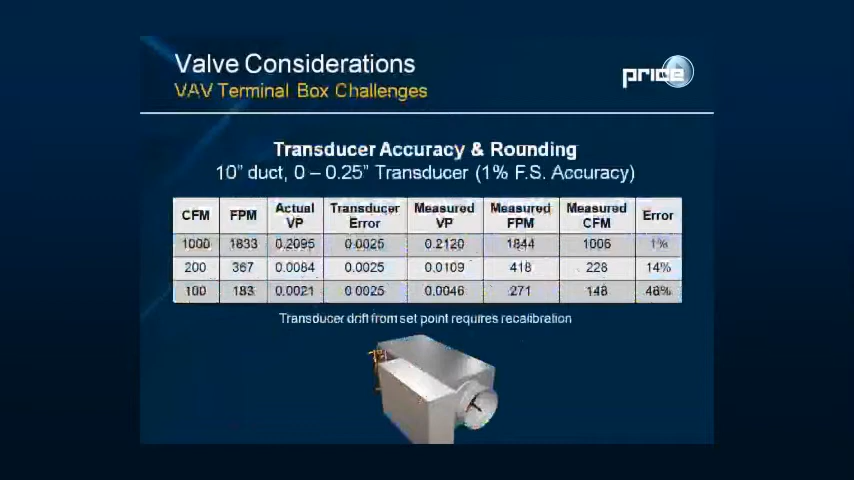 Valve Considerations
VAV Terminal Box Challenges
price
Transducer Accuracy & Rounding
10” duct, 0 – 0.25” Transducer (1% F.S. Accuracy)
CFM FPM Actual VP Transducer Error Measured VP Measured FPM Measured CFM Error
1000 1833 0.2095 0.0025 0.2120 1844 1006 1%
200 367 0.0084 0.0025 0.0109 418 228 14%
100 183 0.0021 0.0025 0.0046 271 148 48%
Transducer drift from set point requires recalibration